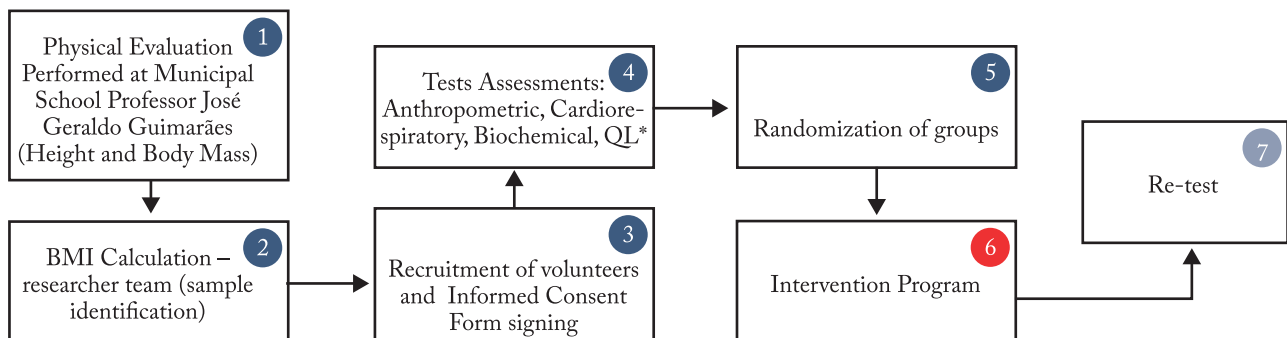 1
Physical Evaluation
Performed at Municipal
School Professor José
Geraldo Guimarães
(Height and Body Mass)
2
BMI Calculation –
researcher team (sample
identification)
3
Recruitment of volunteers
and Informed Consent
Form signing
4
Tests Assessments:
Anthropometric, Cardiore-
spiratory, Biochemical, QL*
5
Randomization of groups
6
Intervention Program
7
Re-test